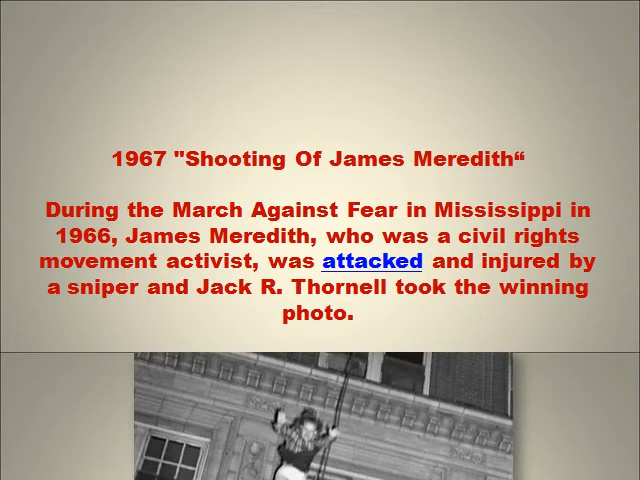 1967 "Shooting Of James Meredith“
During the March Against Fear in Mississippi in
1966, James Meredith, who was a civil rights
movement activist, was attacked and injured by
a sniper and Jack R. Thornell took the winning
photo.